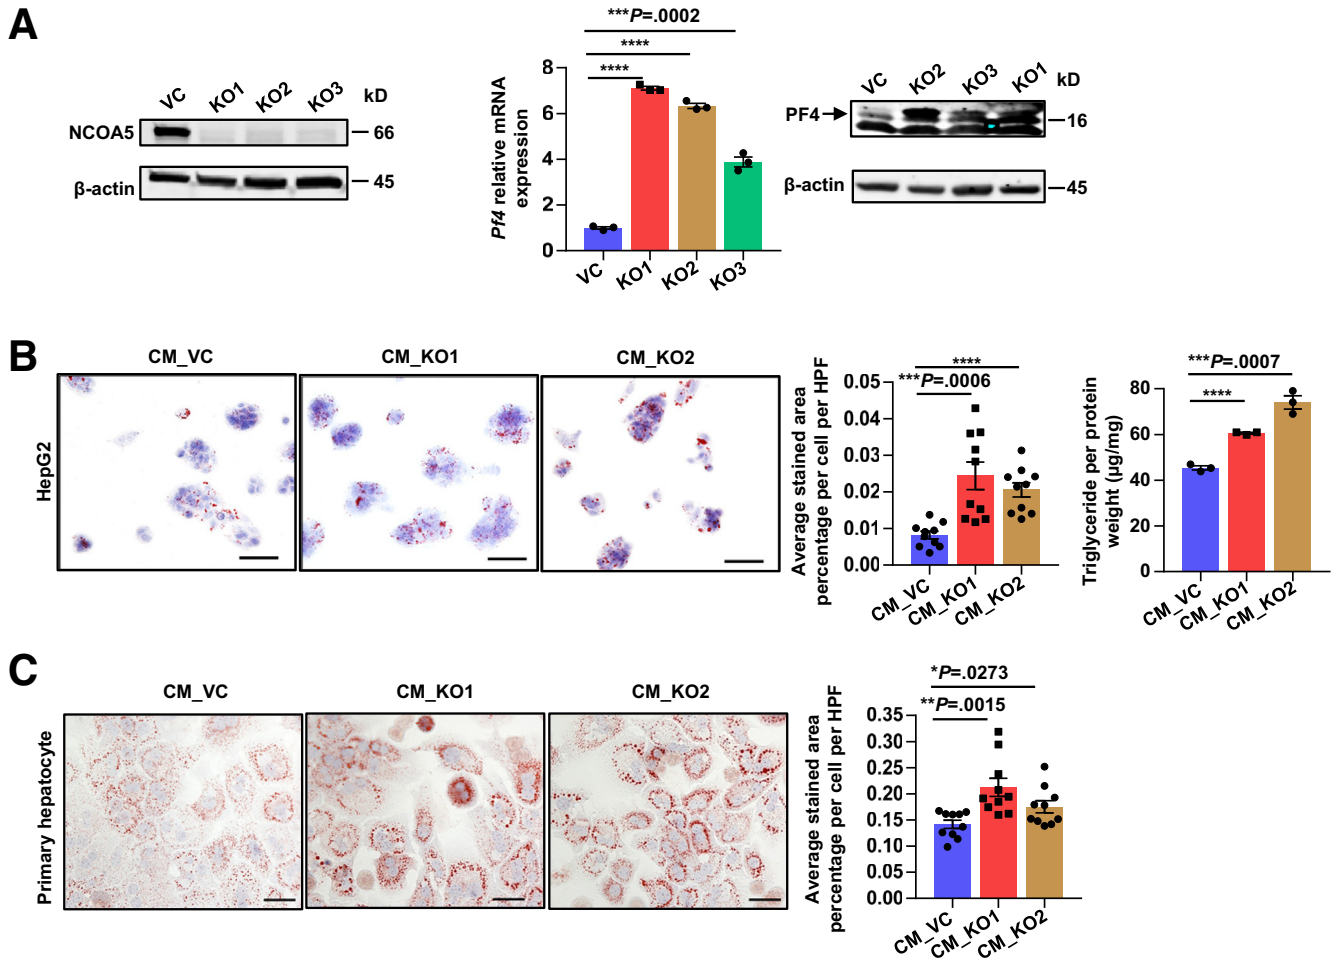 A
VC KO1 KO2 KO3 kD
NCOA5 66
β-actin 45
***P=.0002
****
****
Pf4 relative mRNA
expression
8
6
4
2
0
VC KO1 KO2 KO3
VC KO2 KO3 KO1 kD
PF4 16
β-actin 45
B
CM_VC CM_KO1 CM_KO2
HepG2
Average stained area
percentage per cell per HPF
****
***P=.0006
0.05
0.04
0.03
0.02
0.01
0.00
CM_VC CM_KO1 CM_KO2
Triglyceride per protein
weight (μg/mg)
***P=.0007
****
80
60
40
20
0
CM_VC CM_KO1 CM_KO2
C
CM_VC CM_KO1 CM_KO2
Primary hepatocyte
Average stained area
percentage per cell per HPF
*P=.0273
**P=.0015
0.35
0.30
0.25
0.20
0.15
0.10
0.05
0.00
CM_VC CM_KO1 CM_KO2